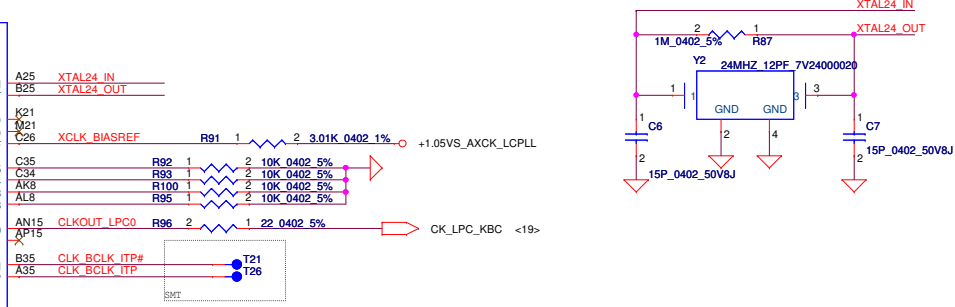 XTAL24_IN
2 1 XTAL24_OUT
1M_0402_5% R87
Y2 24MHZ_12PF_7V24000020
A25 XTAL24_IN
B25 XTAL24_OUT
1 1 3 3
GND GND
K21
M21
C26 XCLK_BIASREF R91 1 2 3.01K_0402_1% +1.05VS_AXCK_LCPLL
1 C6 2 4 1 C7
2 2 15P_0402_50V8J
15P_0402_50V8J
C35 R92 1 2 10K_0402_5%
C34 R93 1 2 10K_0402_5%
AK8 R100 1 2 10K_0402_5%
AL8 R95 1 2 10K_0402_5%
AN15 CLKOUT_LPC0 R96 2 1 22_0402_5% CK_LPC_KBC <19>
AP15
B35 CLK_BCLK_ITP# T21
A35 CLK_BCLK_ITP T26
SMT